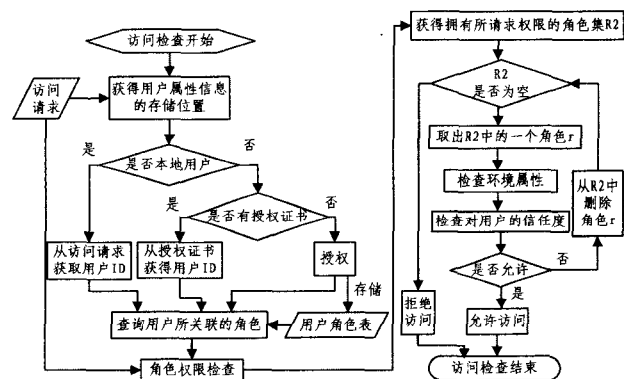 访问检查开始
访问
请求
获得用户属性信息
的存储位置
是
否
是否本地用户
是
否
是否有授权证书
从访问请求
获取用户ID
从授权证书
获得用户ID
授权
存储
查询用户所关联的角色
用户角色表
角色权限检查
获得拥有所请求权限的角色集R2
R2
是否为空
取出R2中的一个角色r
检查环境属性
检查对用户的信任度
从R2中
删除
角色r
是否允许
否
是
拒绝
访问
允许访问
访问检查结束